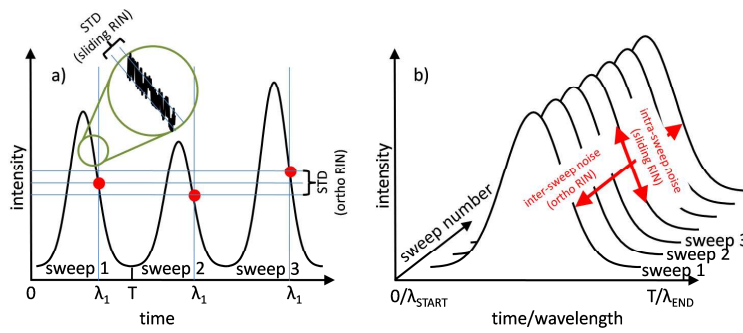 STD
(sliding RIN)
a)
intensity
STD
(ortho RIN)
sweep 1
sweep 2
sweep 3
0
λ1
T
λ1
λ1
time
b)
intensity
sweep number
inter-sweep noise
(ortho RIN)
intra-sweep noise
(sliding RIN)
sweep 3
sweep 2
sweep 1
0/λSTART
T/λEND
time/wavelength